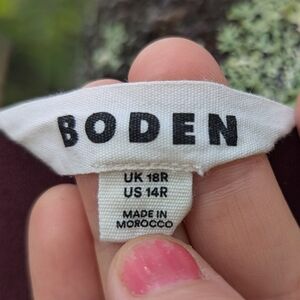 BODEN
UK 18R
US 14R
MADE IN
MOROCCO